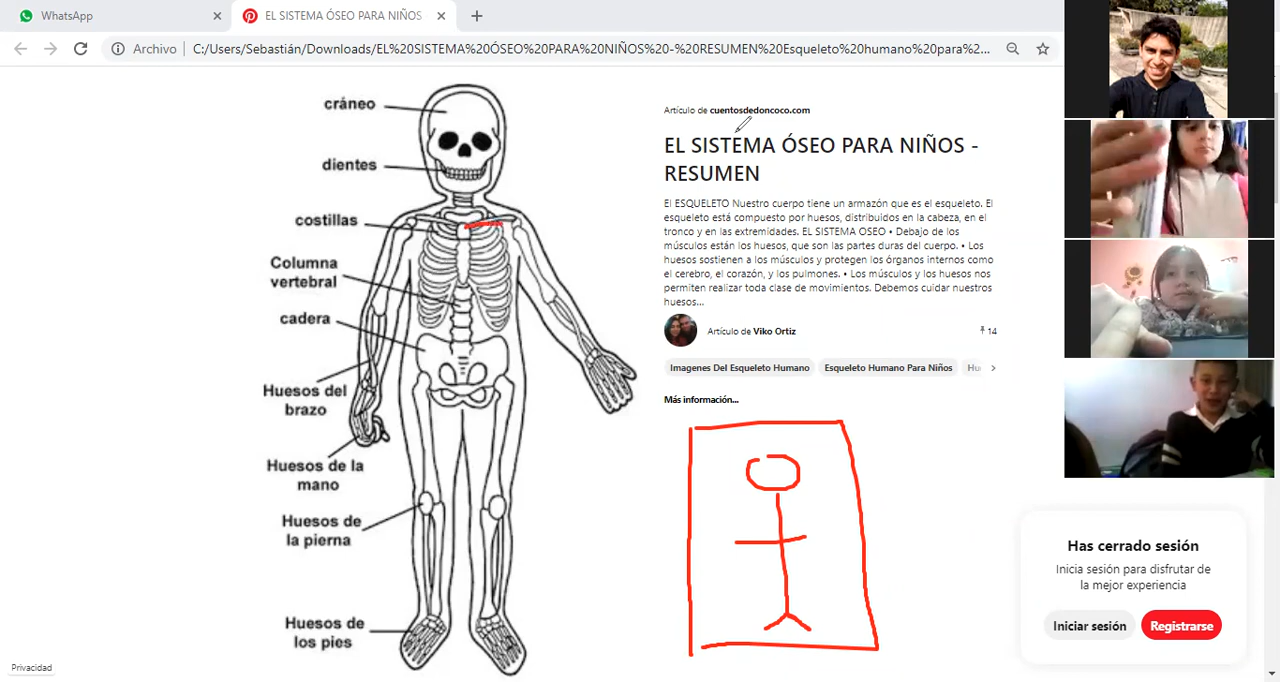 WhatsApp
EL SISTEMA ÓSEO PARA NIÑOS
Archivo
C:/Users/Sebastián/Downloads/EL%20SISTEMA%20ÓSEO%20PARA%20NIÑOS%20-%20RESUMEN%20Esqueleto%20humano%20para%2...
cráneo
dientes
costillas
Columna
vertebral
cadera
Huesos del
brazo
Huesos de la
mano
Huesos de
la pierna
Huesos de
los pies
Artículo de cuentosdedoncoco.com
EL SISTEMA ÓSEO PARA NIÑOS -
RESUMEN
El ESQUELETO Nuestro cuerpo tiene un armazón que es el esqueleto. El
esqueleto está compuesto por huesos, distribuidos en la cabeza, en el
tronco y en las extremidades. EL SISTEMA OSEO • Debajo de los
músculos están los huesos, que son las partes duras del cuerpo. • Los
huesos sostienen a los músculos y protegen los órganos internos como
el cerebro, el corazón, y los pulmones. • Los músculos y los huesos nos
permiten realizar toda clase de movimientos. Debemos cuidar nuestros
huesos...
Artículo de Viko Ortiz
14
Imagenes Del Esqueleto Humano
Esqueleto Humano Para Niños
Hu
Más información...
Has cerrado sesión
Inicia sesión para disfrutar de
la mejor experiencia
Iniciar sesión
Registrarse
Privacidad